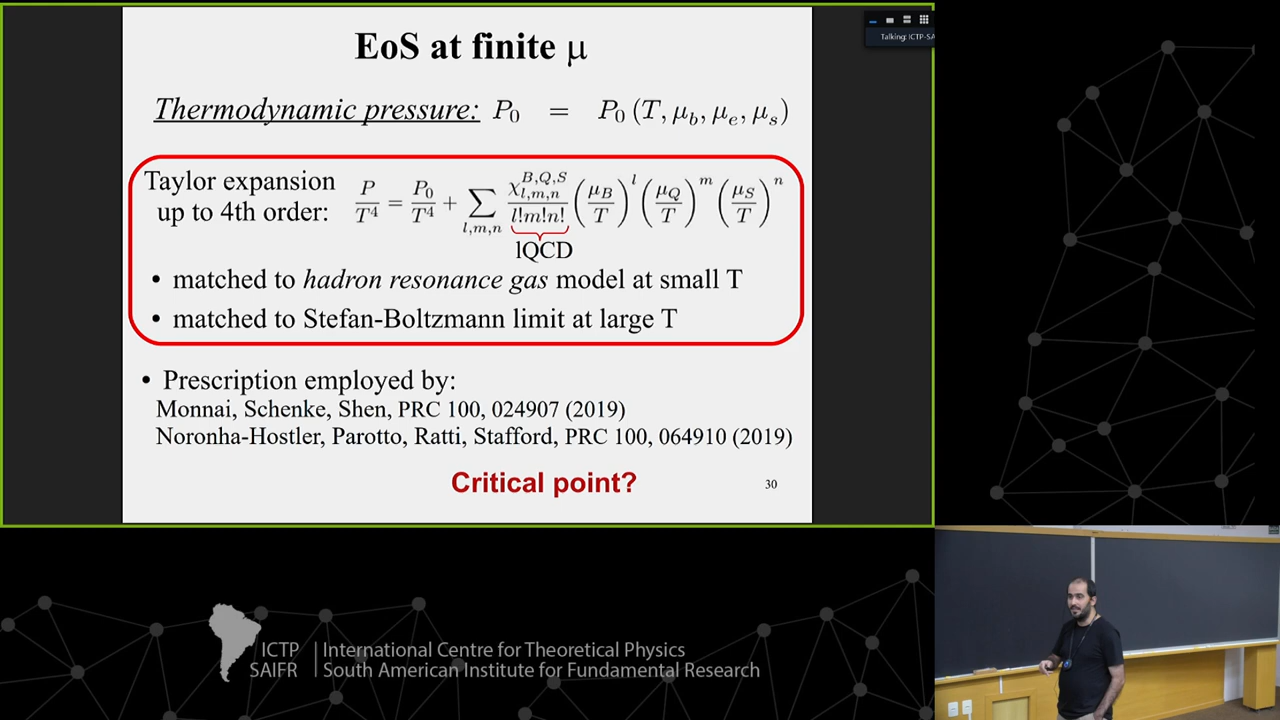 Talking: ICTP-SA
EoS at finite μ
Thermodynamic pressure: P₀ = P₀ (T, μ_b, μ_e, μ_s)
Taylor expansion
up to 4th order:
P/T⁴ = P₀/T⁴ + ∑_{l,m,n} χ^{B,Q,S}_{l,m,n}/(l!m!n!) (μ_B/T)^l (μ_Q/T)^m (μ_S/T)^n
lQCD
• matched to hadron resonance gas model at small T
• matched to Stefan-Boltzmann limit at large T
• Prescription employed by:
Monnai, Schenke, Shen, PRC 100, 024907 (2019)
Noronha-Hostler, Parotto, Ratti, Stafford, PRC 100, 064910 (2019)
Critical point?
30
ICTP
SAIFR
International Centre for Theoretical Physics
South American Institute for Fundamental Research